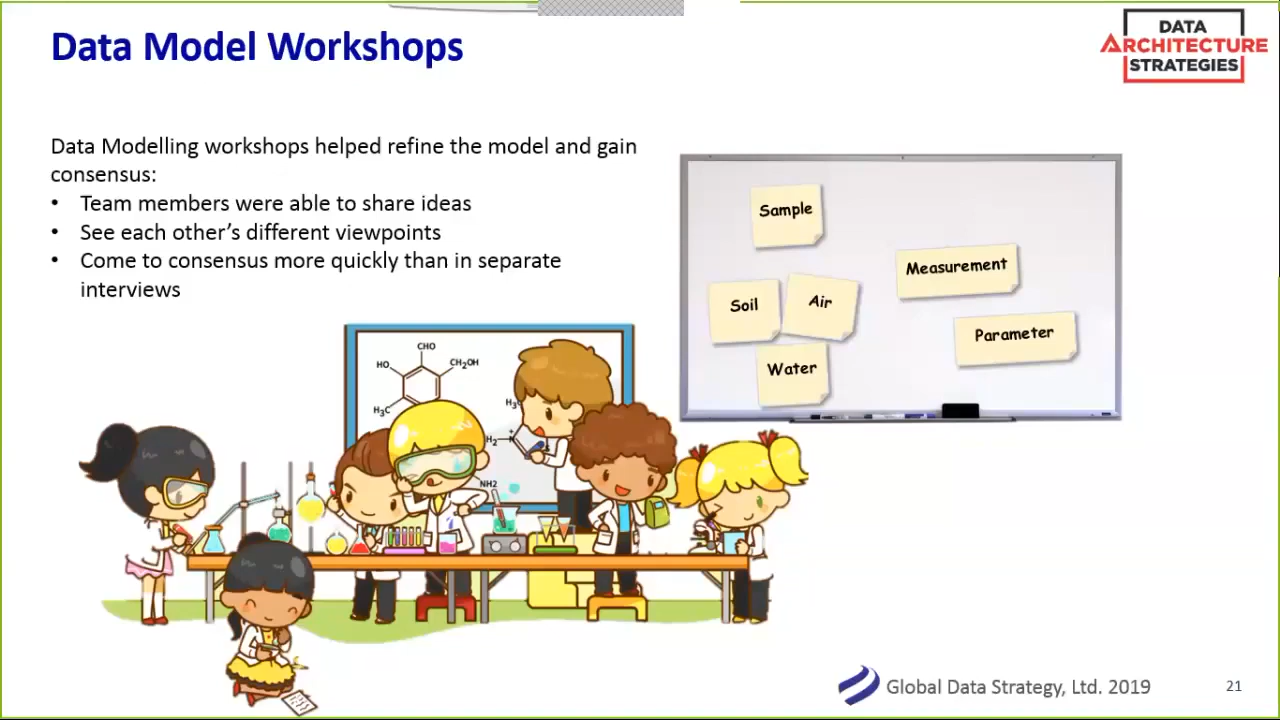 Data Model Workshops
DATA
ARCHITECTURE
STRATEGIES
Data Modelling workshops helped refine the model and gain
consensus:
• Team members were able to share ideas
• See each other's different viewpoints
• Come to consensus more quickly than in separate
interviews
Sample
Measurement
Soil
Air
Parameter
Water
CHO
HO
CH₂OH
H₃C
H₃
H₂
NH2
Global Data Strategy, Ltd. 2019
21